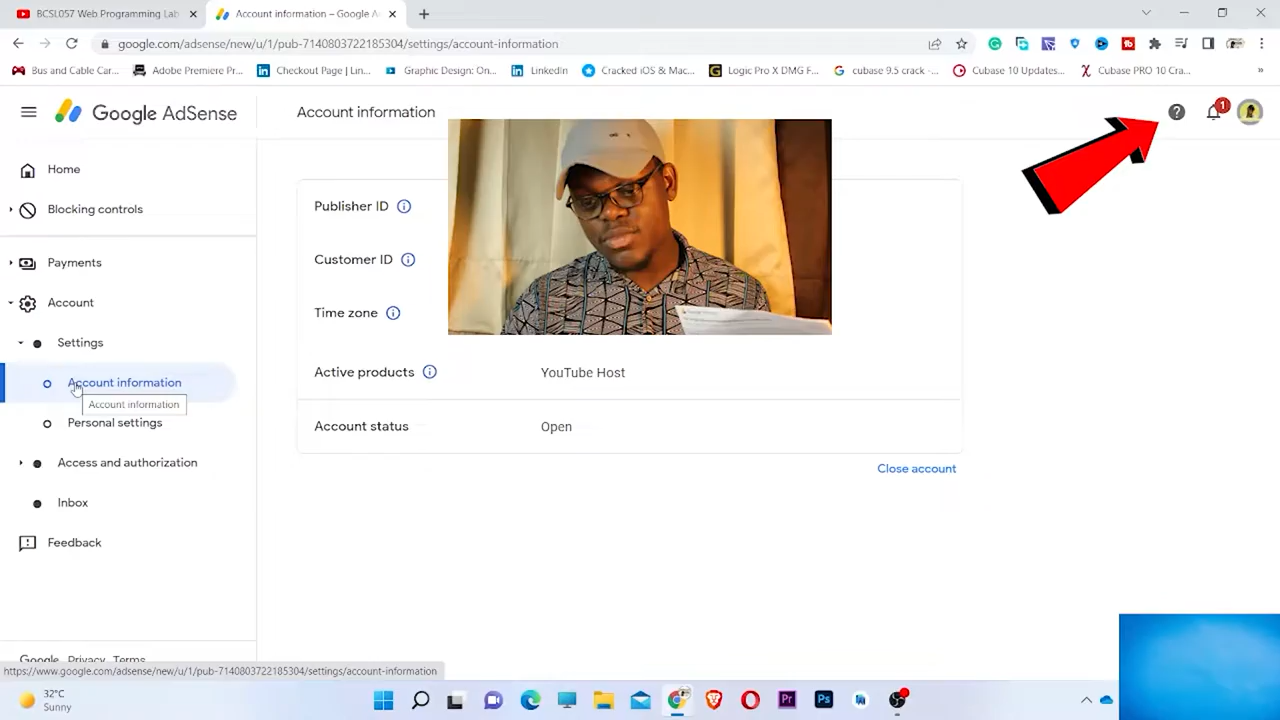 BCSL057 Web Programming Lab
Account information – Google A
google.com/adsense/new/u/1/pub-7140803722185304/settings/account-information
Bus and Cable Car...
Adobe Premiere Pr...
Checkout Page | Lin...
Graphic Design: On...
LinkedIn
Cracked iOS & Mac...
Logic Pro X DMG F...
cubase 9.5 crack -...
Cubase 10 Updates...
Cubase PRO 10 Cra...
»
Google AdSense
Account information
1
Home
Blocking controls
Payments
Account
Settings
Account information
Account information
Personal settings
Access and authorization
Inbox
Feedback
Publisher ID
Customer ID
Time zone
Active products
YouTube Host
Account status
Open
Close account
Google Privacy Terms
https://www.google.com/adsense/new/u/1/pub-7140803722185304/settings/account-information
32°C
Sunny
Pr
Ps